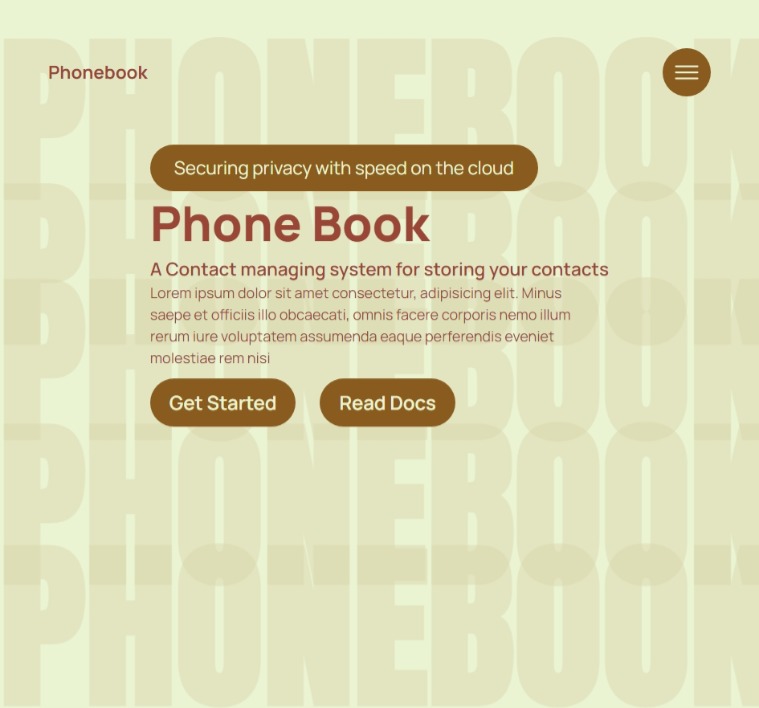 Phonebook
Securing privacy with speed on the cloud
Phone Book
A Contact managing system for storing your contacts
Lorem ipsum dolor sit amet consectetur, adipisicing elit. Minus
saepe et officiis illo obcaecati, omnis facere corporis nemo illum
rerum iure voluptatem assumenda eaque perferendis eveniet
molestiae rem nisi
Get Started Read Docs
PHONEBOOK
PHONEBOOK
PHONEBOOK
PHONEBOOK
PHONEBOOK